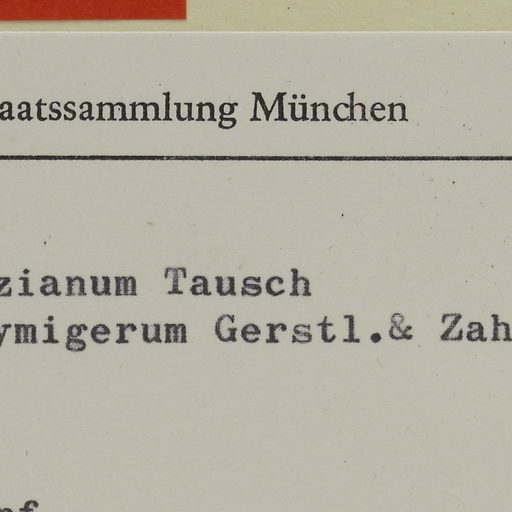 aatssammlung München
zianum Tausch
ymigerum Gerstl.& Zah